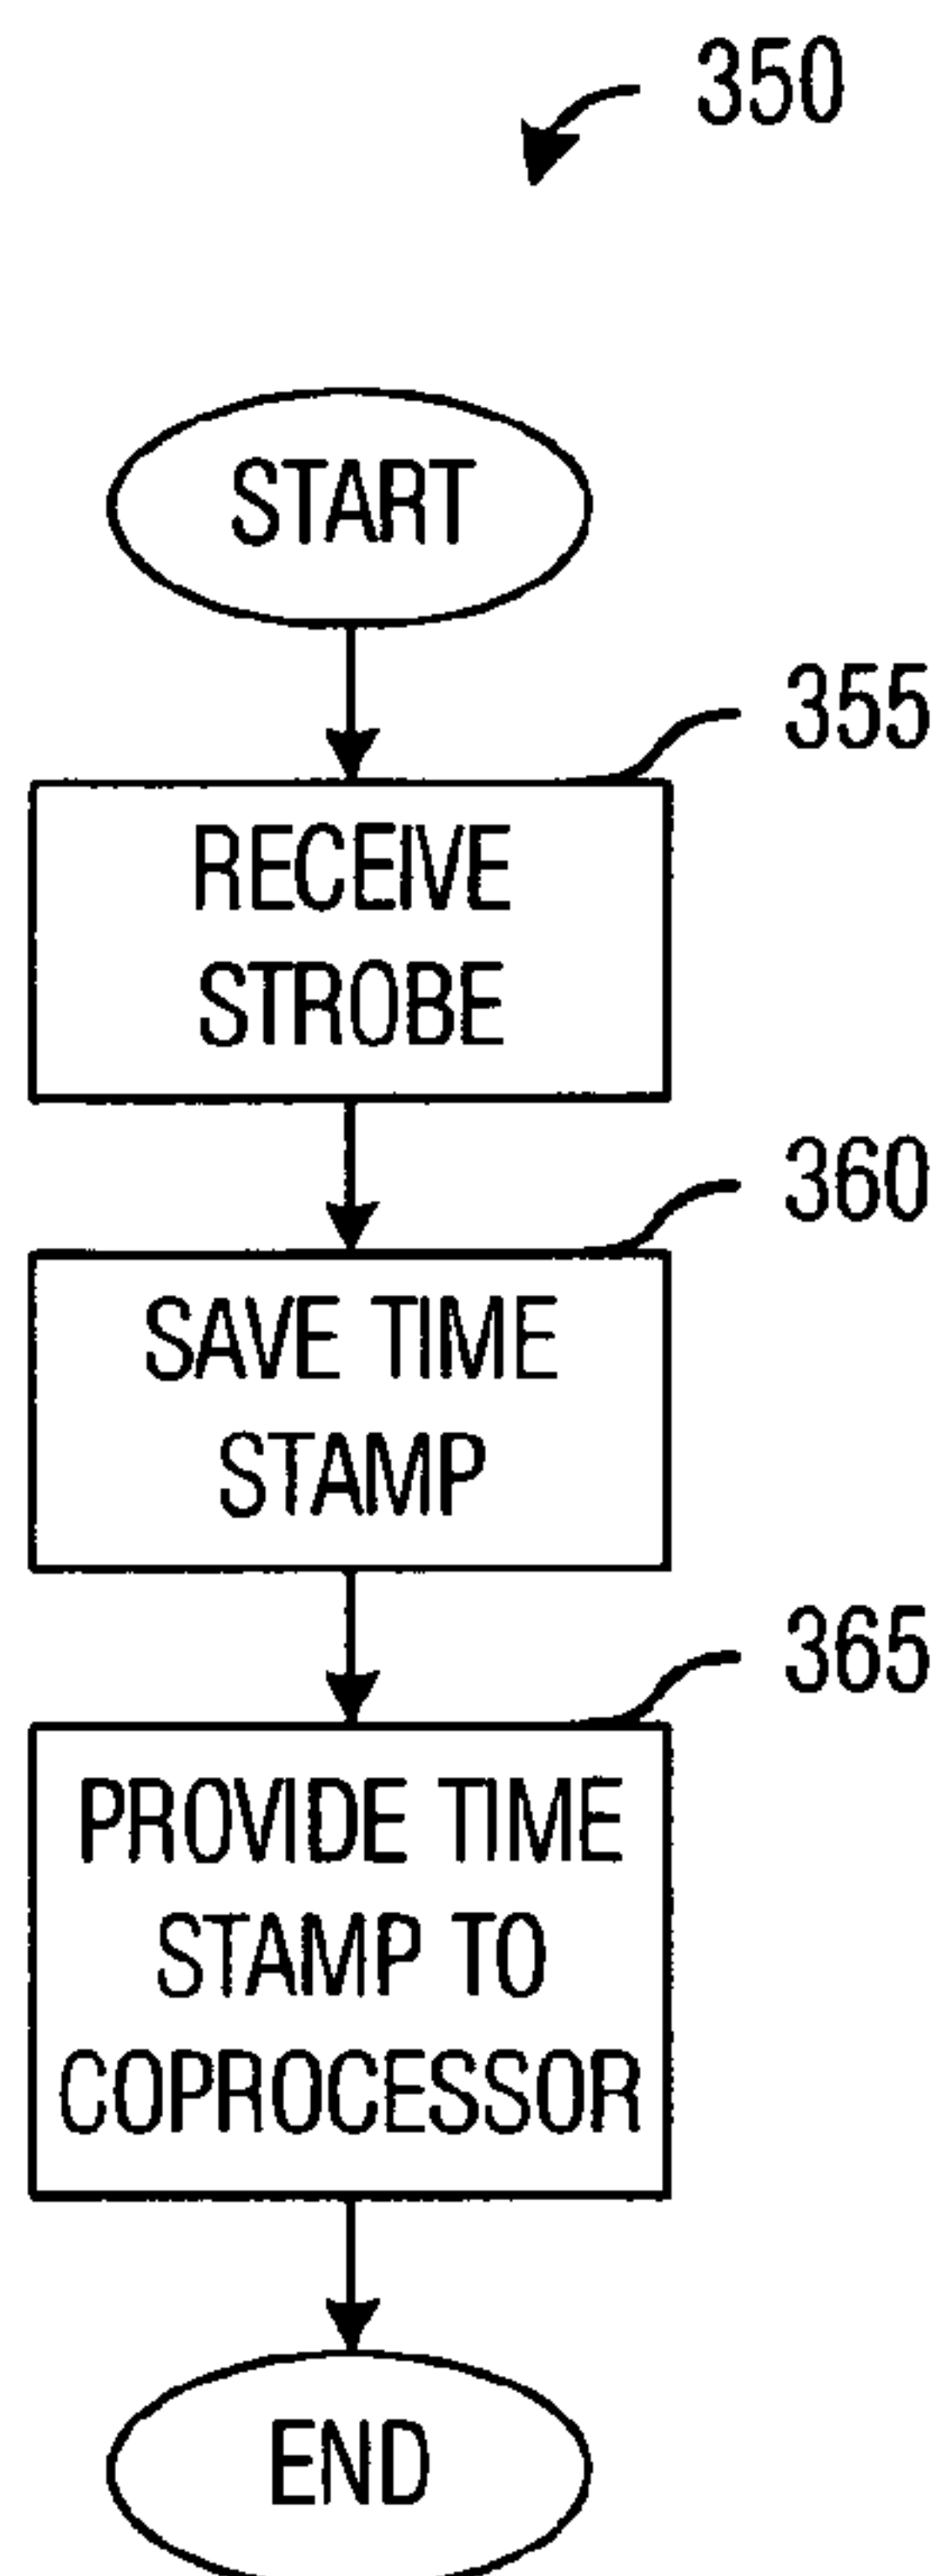 350
START
355
RECEIVE
STROBE
360
SAVE TIME
STAMP
365
PROVIDE TIME
STAMP TO
COPROCESSOR
END